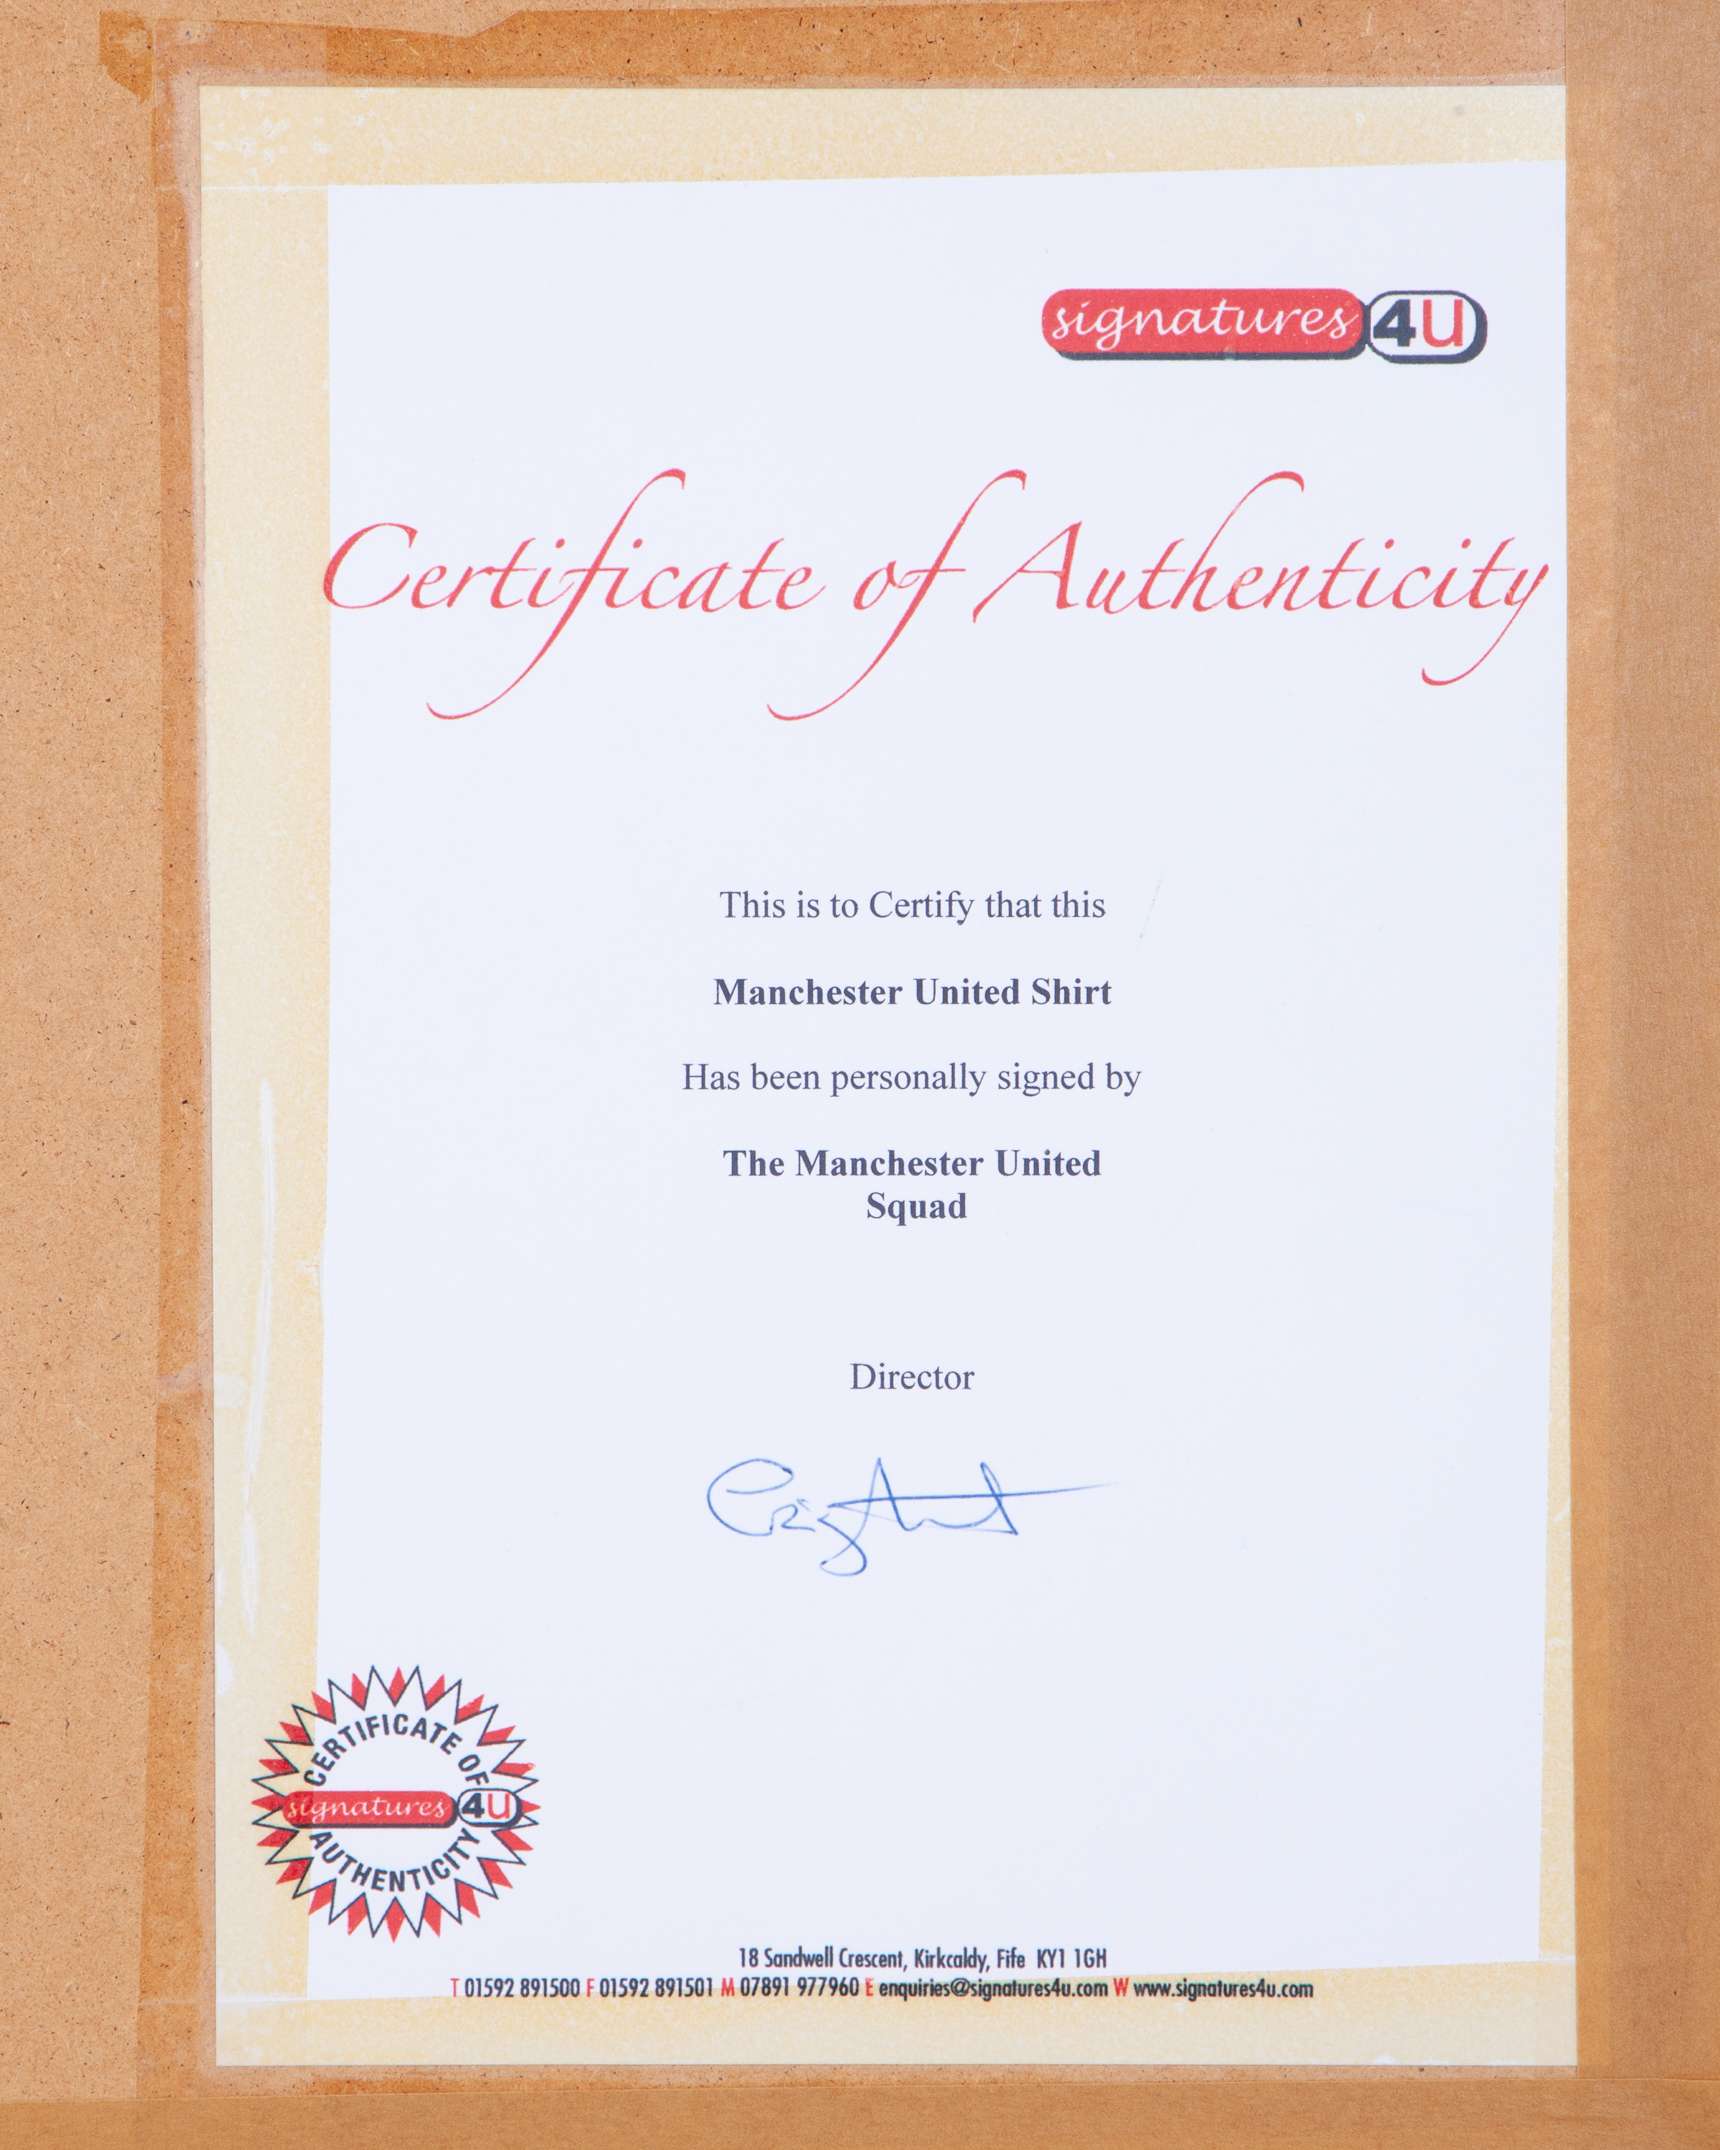 signatures 4U
Certificate of Authenticity
This is to Certify that this
Manchester United Shirt
Has been personally signed by
The Manchester United
Squad
Director
CERTIFICATE OF
signatures 4U
AUTHENTICITY
18 Sandwell Crescent, Kirkcaldy, Fife KY1 1GH
T 01592 891500 F 01592 891501 M 07891 977960 E enquiries@signatures4u.com W www.signatures4u.com